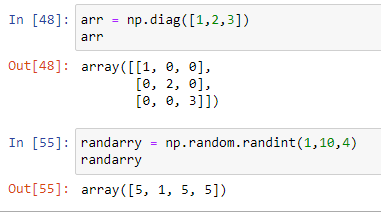 In [48]: arr = np.diag([1,2,3])
arr
Out[48]: array([[1, 0, 0],
[0, 2, 0],
[0, 0, 3]])
In [55]: randarry = np.random.randint(1,10,4)
randarry
Out[55]: array([5, 1, 5, 5])